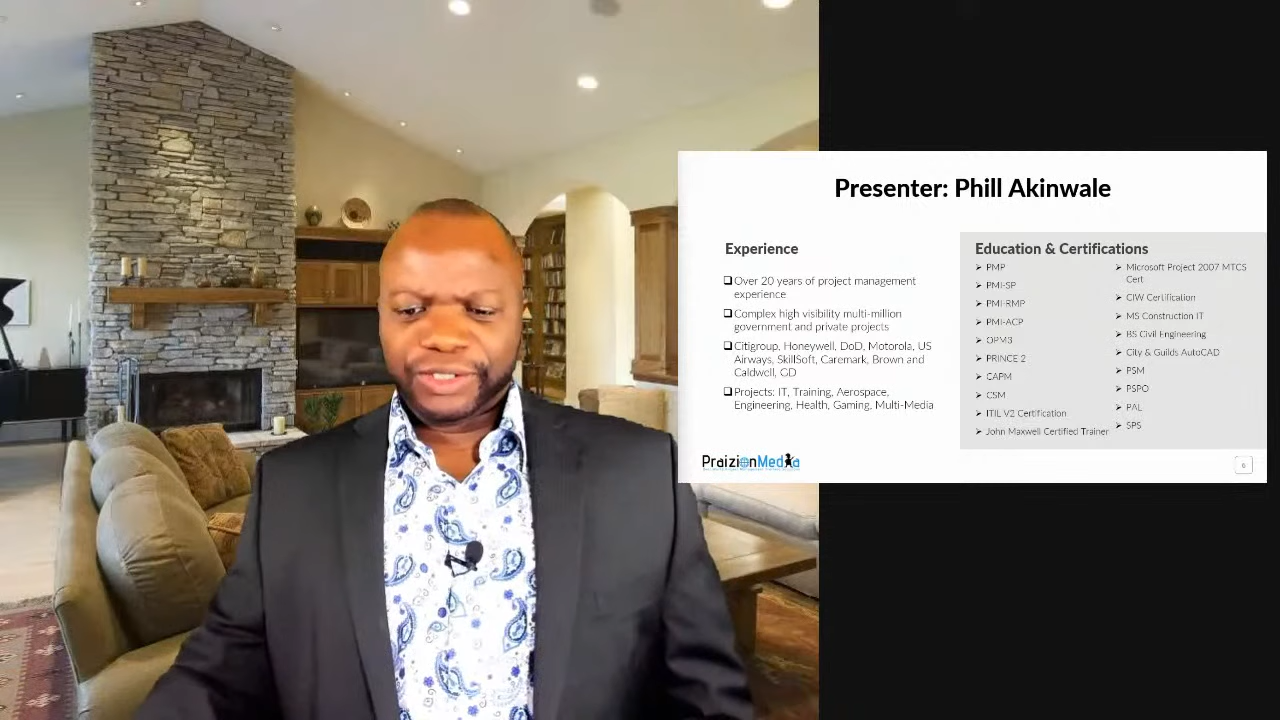 Presenter: Phill Akinwale
Experience
Over 20 years of project management
experience
Complex high visibility multi-million
government and private projects
Citigroup, Honeywell, DoD, Motorola, US
Airways, SkillSoft, Caremark, Brown and
Caldwell, GD
Projects: IT, Training, Aerospace,
Engineering, Health, Gaming, Multi-Media
Education & Certifications
PMP
PMI-SP
PMI-RMP
PMI-ACP
OPM3
PRINCE 2
CAPM
CSM
ITIL V2 Certification
John Maxwell Certified Trainer
Microsoft Project 2007 MTCS
Cert
CIW Certification
MS Construction IT
BS Civil Engineering
City & Guilds AutoCAD
PSM
PSPO
PAL
SPS
PraizionMedia
6